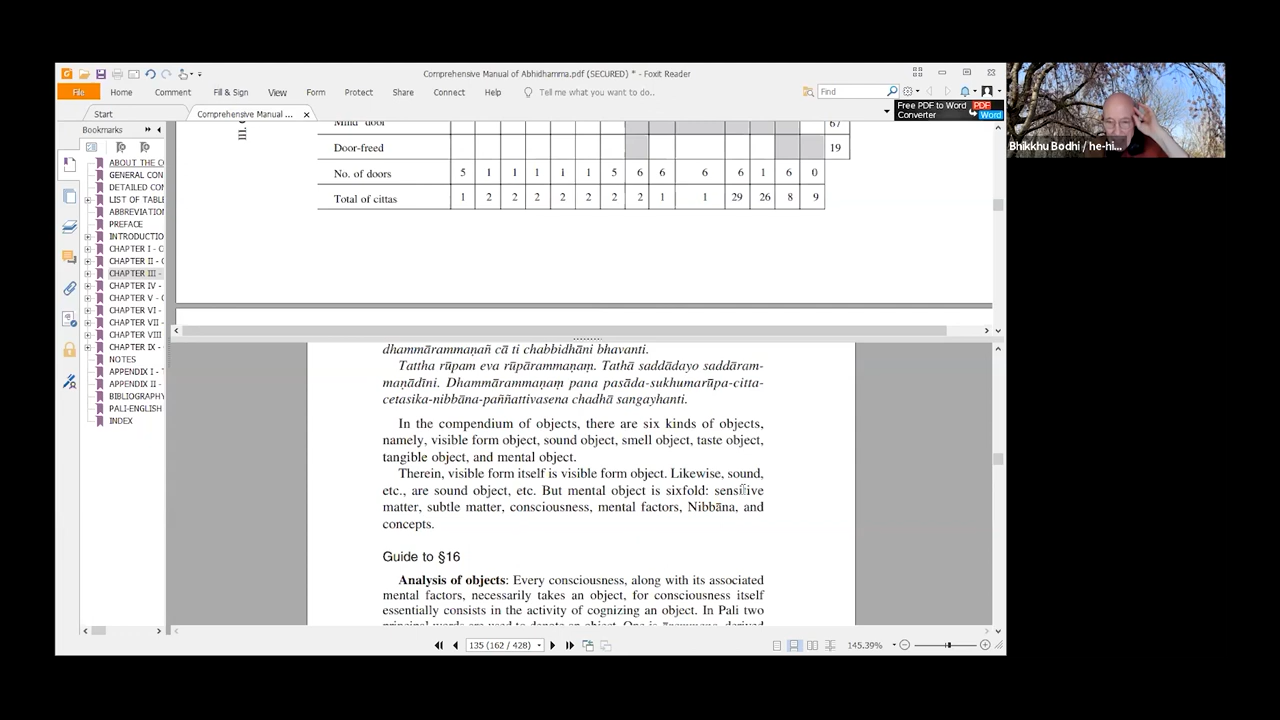 Comprehensive Manual of Abhidhamma.pdf (SECURED) * - Foxit Reader
File Home Comment View Form Protect Share Connect Help Tell me what you want to do.. Find
Start Comprehensive Manual ... ×
Free PDF to Word Converter PDF Word
Bookmarks
ABOUT THE C
GENERAL CON
DETAILED CON
LIST OF TABLE
ABBREVIATION
PREFACE
INTRODUCTIO
CHAPTER I - C
CHAPTER II - C
CHAPTER III -
CHAPTER IV -
CHAPTER V - C
CHAPTER VI -
CHAPTER VII -
CHAPTER VIII
CHAPTER IX -
NOTES
APPENDIX I - T
APPENDIX II -
BIBLIOGRAPHY
PALI-ENGLISH
INDEX
Mind door 67
Door-freed 19
No. of doors 5 1 1 1 1 1 5 6 6 6 6 1 6 0
Total of cittas 1 2 2 2 2 2 2 2 1 1 29 26 8 9
dhammārammaṇañ cā ti chabbidhāni bhavanti.
Tattha rūpam eva rūpārammaṇaṃ. Tathā saddādayo saddāram-
maṇādīni. Dhammārammaṇaṃ pana pasāda-sukhumarūpa-citta-
cetasika-nibbāna-paññattivasena chadhā sangayhanti.
In the compendium of objects, there are six kinds of objects,
namely, visible form object, sound object, smell object, taste object,
tangible object, and mental object.
Therein, visible form itself is visible form object. Likewise, sound,
etc., are sound object, etc. But mental object is sixfold: sensitive
matter, subtle matter, consciousness, mental factors, Nibbāna, and
concepts.
Guide to §16
Analysis of objects: Every consciousness, along with its associated
mental factors, necessarily takes an object, for consciousness itself
essentially consists in the activity of cognizing an object. In Pali two
135 (162 / 428) 145.39%
Bhikkhu Bodhi / he-hi...